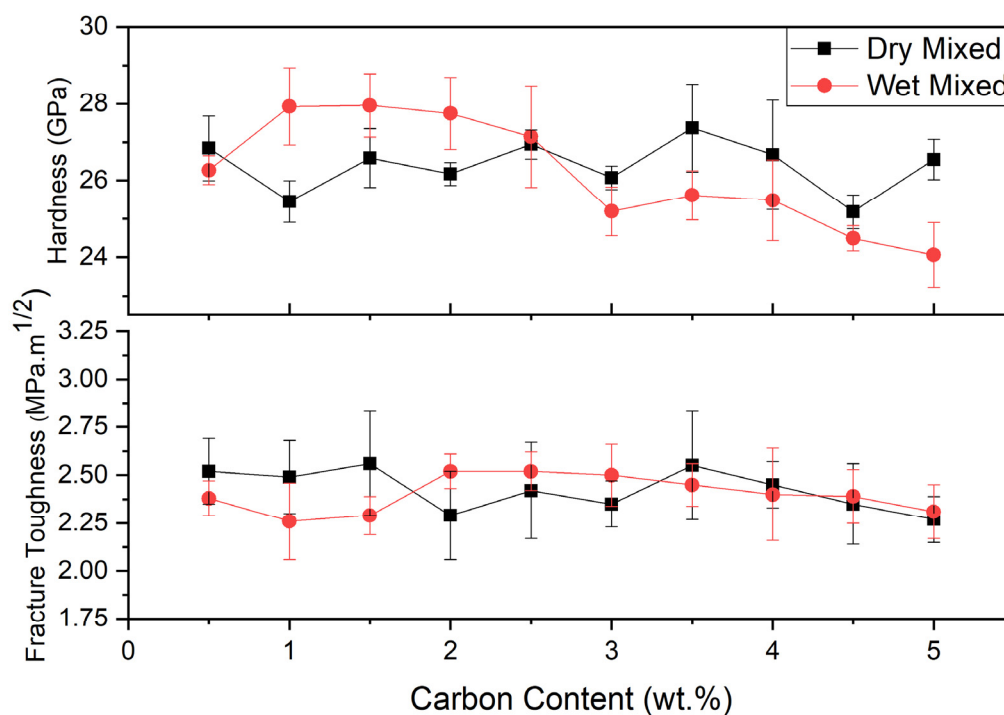 Dry Mixed
Wet Mixed
Hardness (GPa)
30
28
26
24
Fracture Toughness (MPa.m^1/2)
3.25
3.00
2.75
2.50
2.25
2.00
1.75
0 1 2 3 4 5
Carbon Content (wt.%)